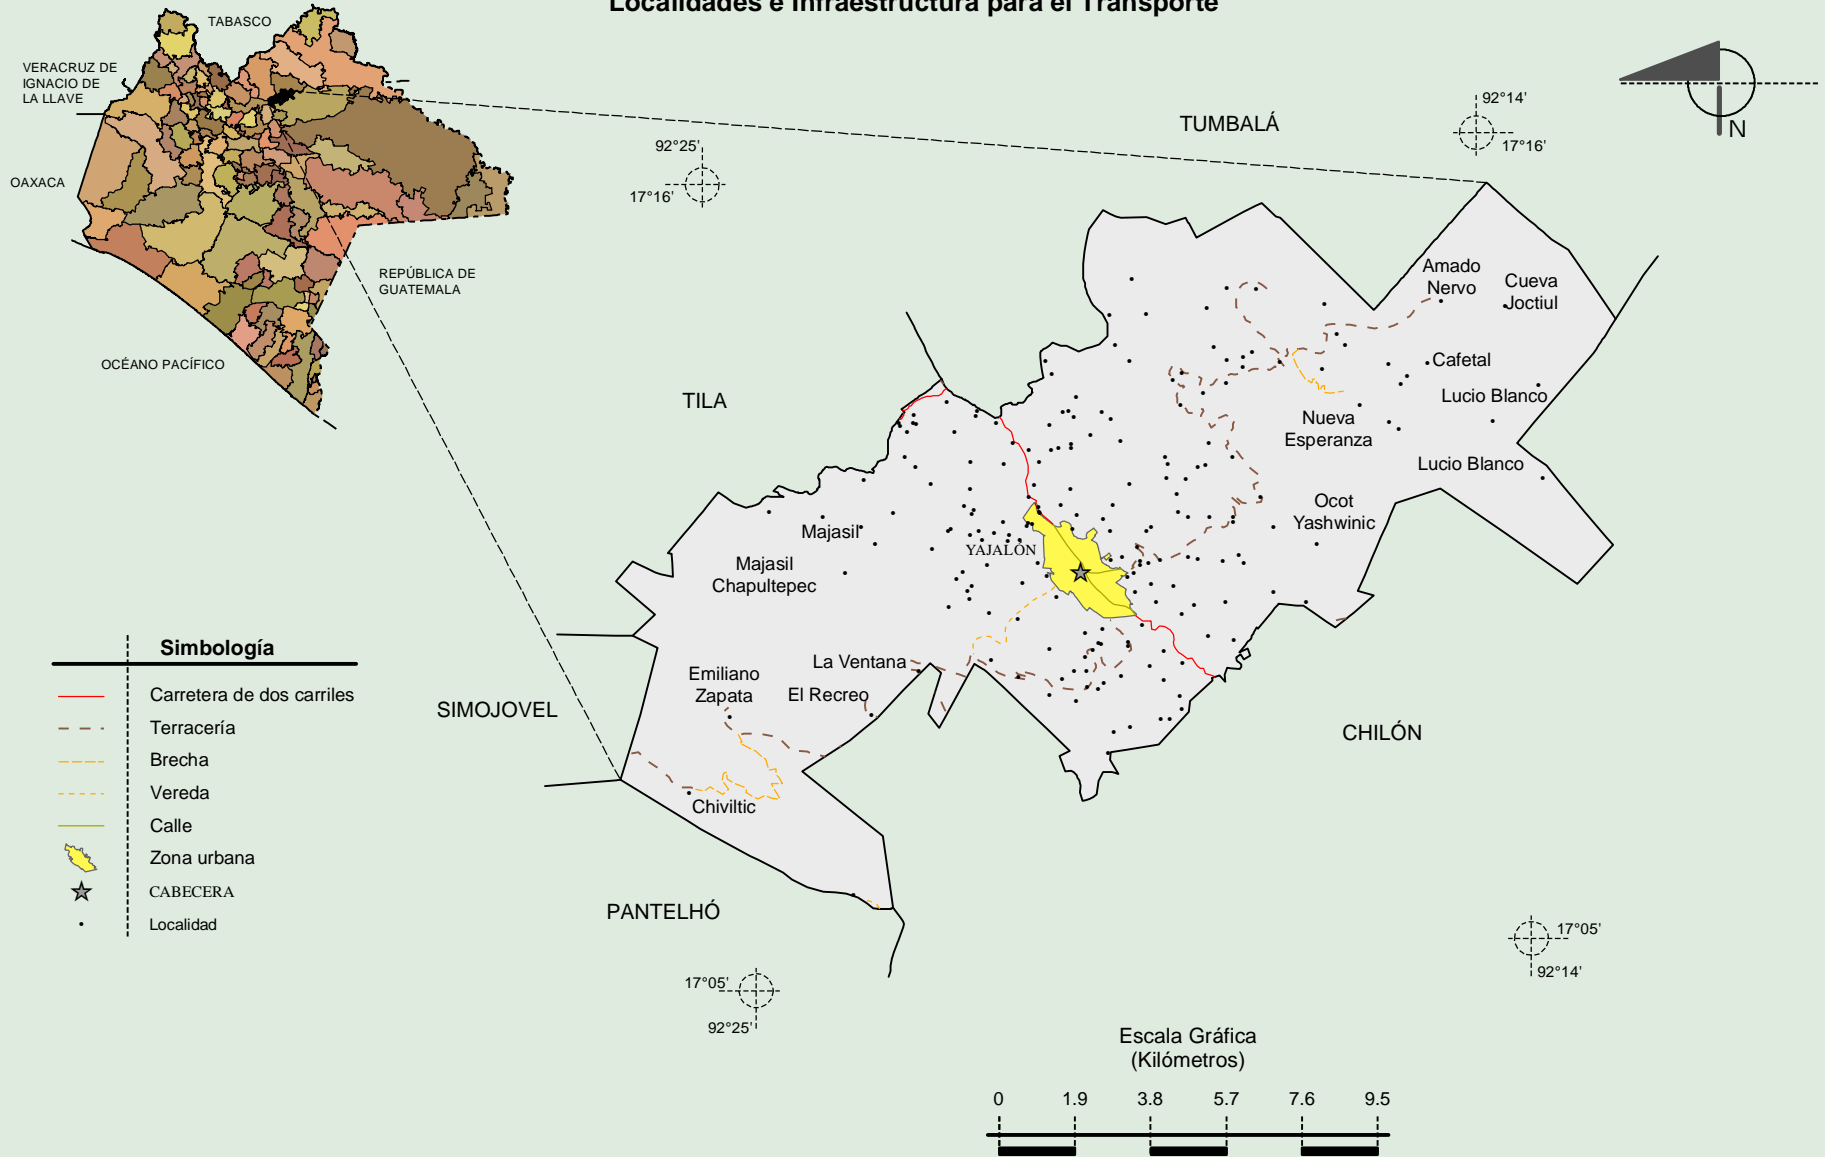 Localidades e Infraestructura para el Transporte
TABASCO
VERACRUZ DE
IGNACIO DE
LA LLAVE
OAXACA
REPÚBLICA DE
GUATEMALA
OCÉANO PACÍFICO
92°25'
17°16'
TUMBALÁ
92°14'
17°16'
N
Amado
Nervo
Cueva
Joctiul
Cafetal
Lucio Blanco
Nueva
Esperanza
Lucio Blanco
Ocot
Yashwinic
TILA
Majasil
YAJALÓN
Majasil
Chapultepec
La Ventana
Emiliano
Zapata
El Recreo
SIMOJOVEL
CHILÓN
Chiviltic
PANTELHÓ
Simbología
Carretera de dos carriles
Terracería
Brecha
Vereda
Calle
Zona urbana
CABECERA
Localidad
17°05'
92°25'
17°05'
92°14'
Escala Gráfica
(Kilómetros)
0 1.9 3.8 5.7 7.6 9.5